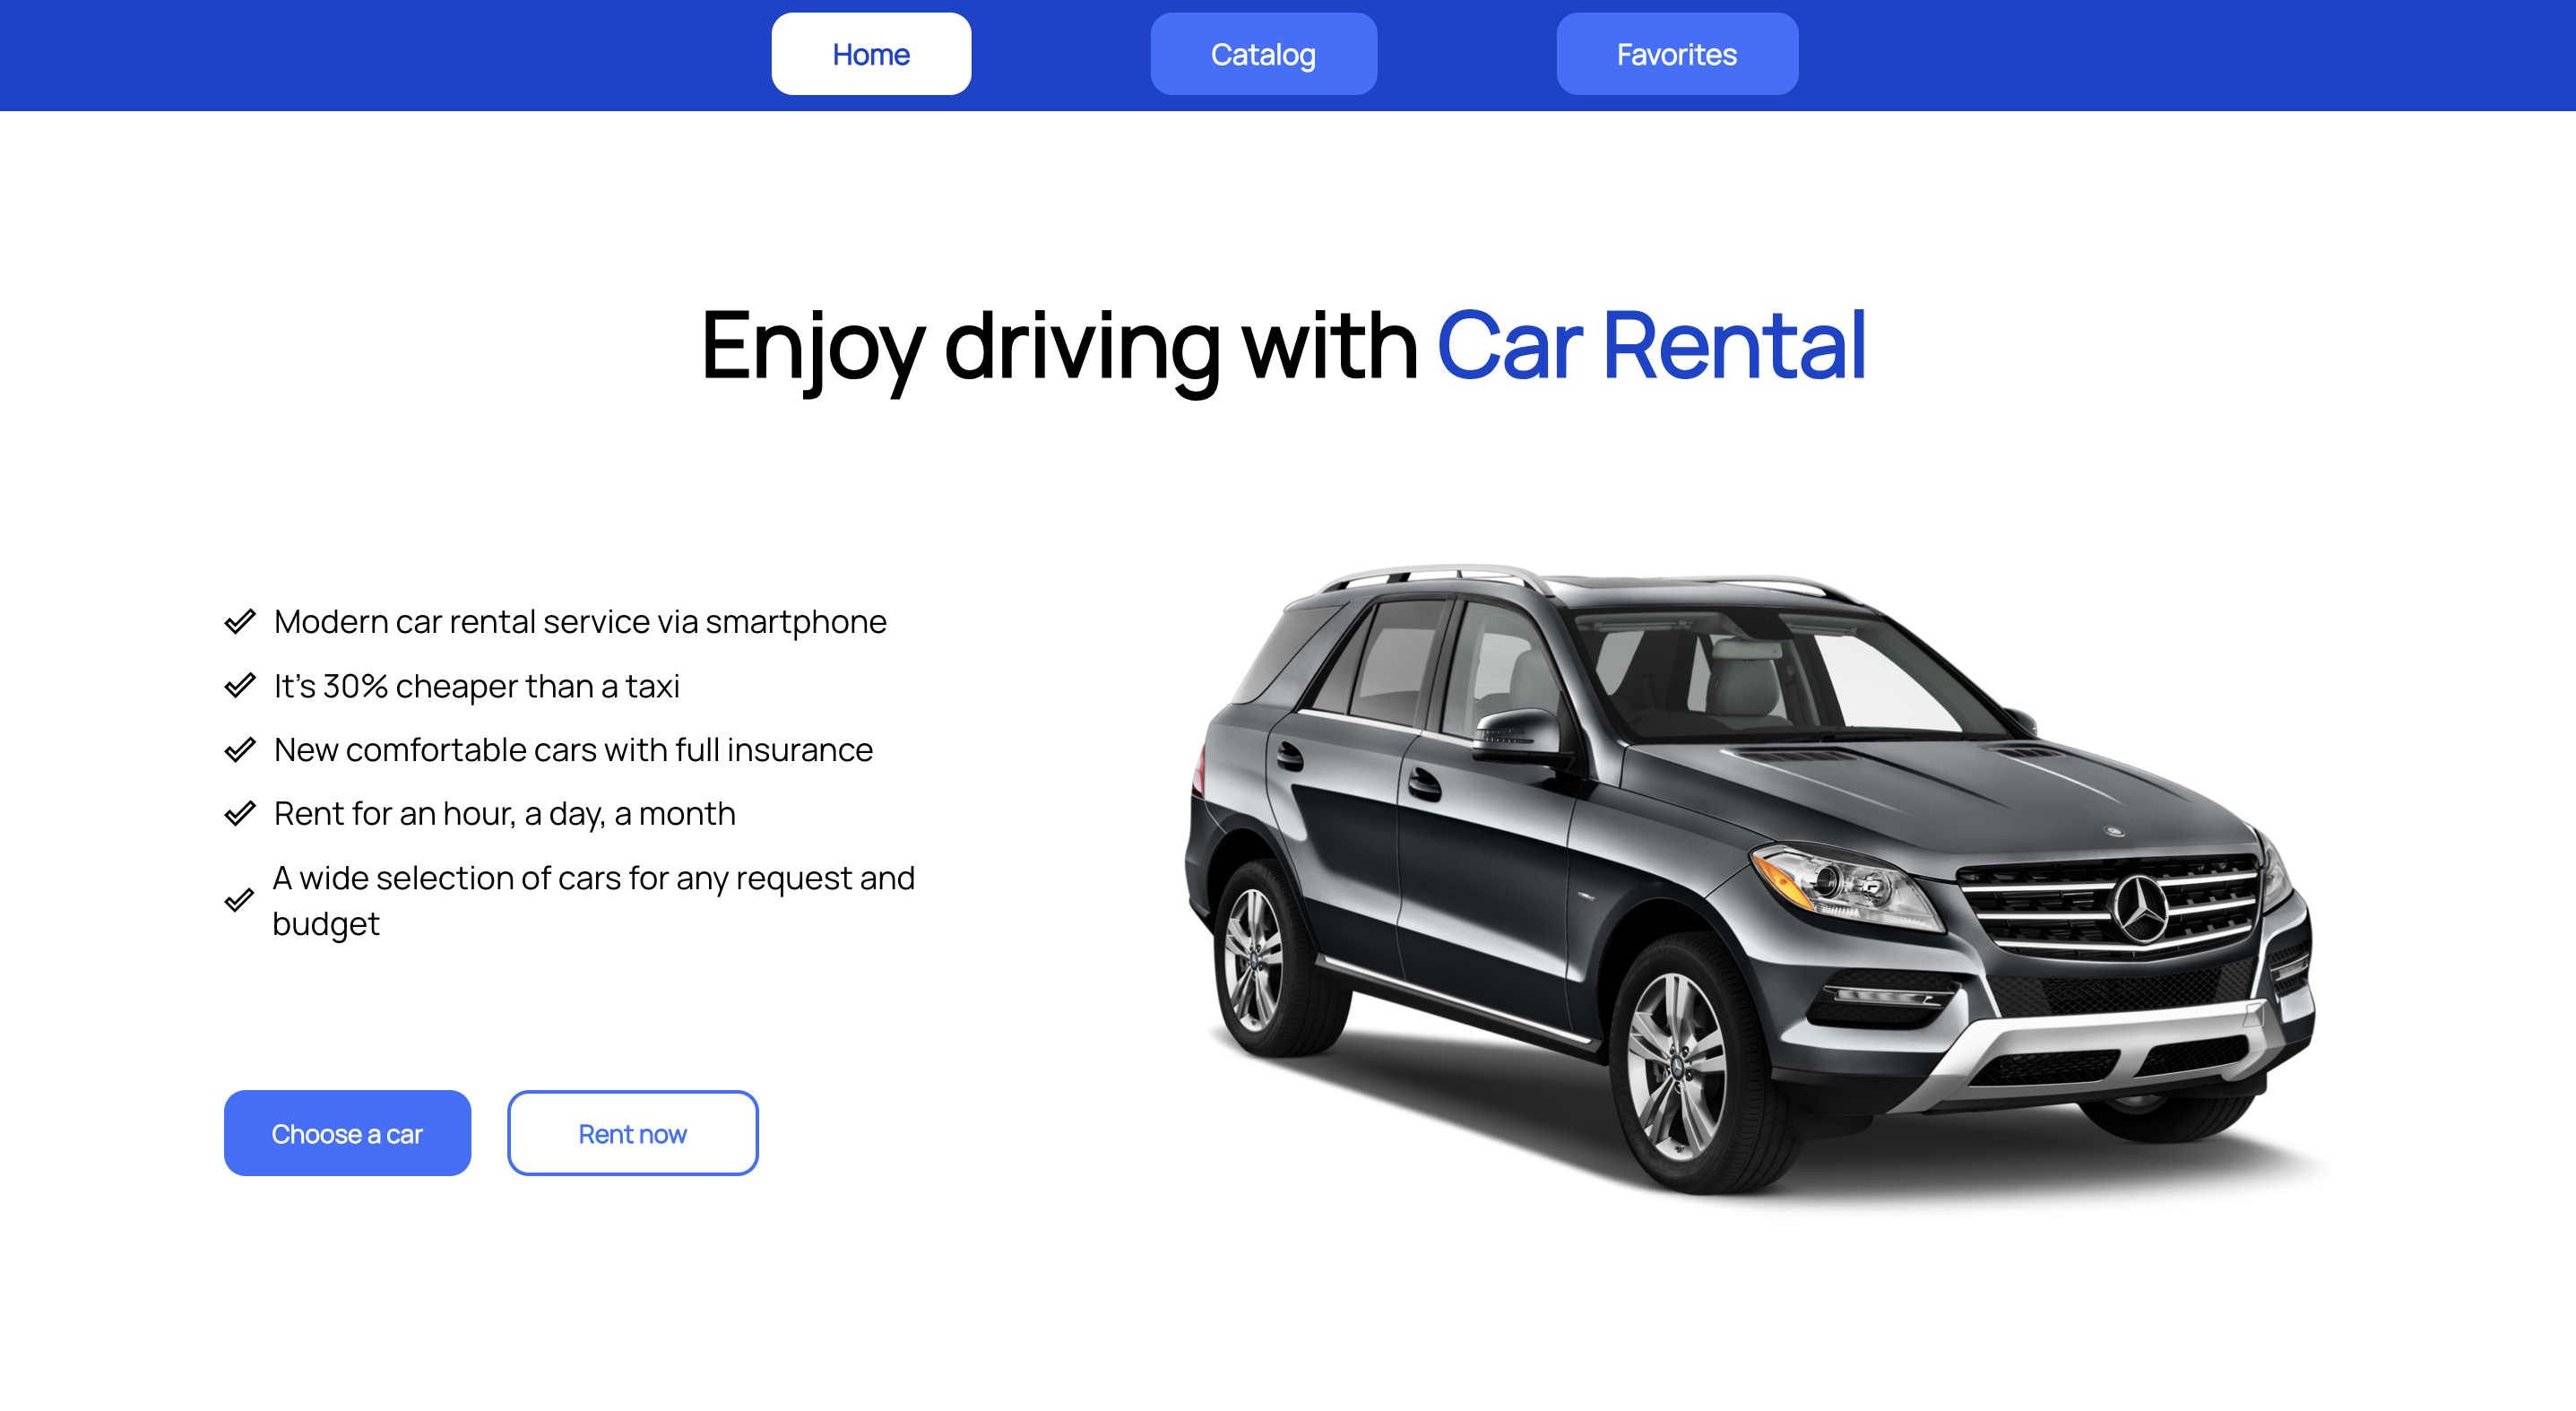 Home Catalog Favorites
Enjoy driving with Car Rental
Modern car rental service via smartphone
It’s 30% cheaper than a taxi
New comfortable cars with full insurance
Rent for an hour, a day, a month
A wide selection of cars for any request and
budget
Choose a car Rent now